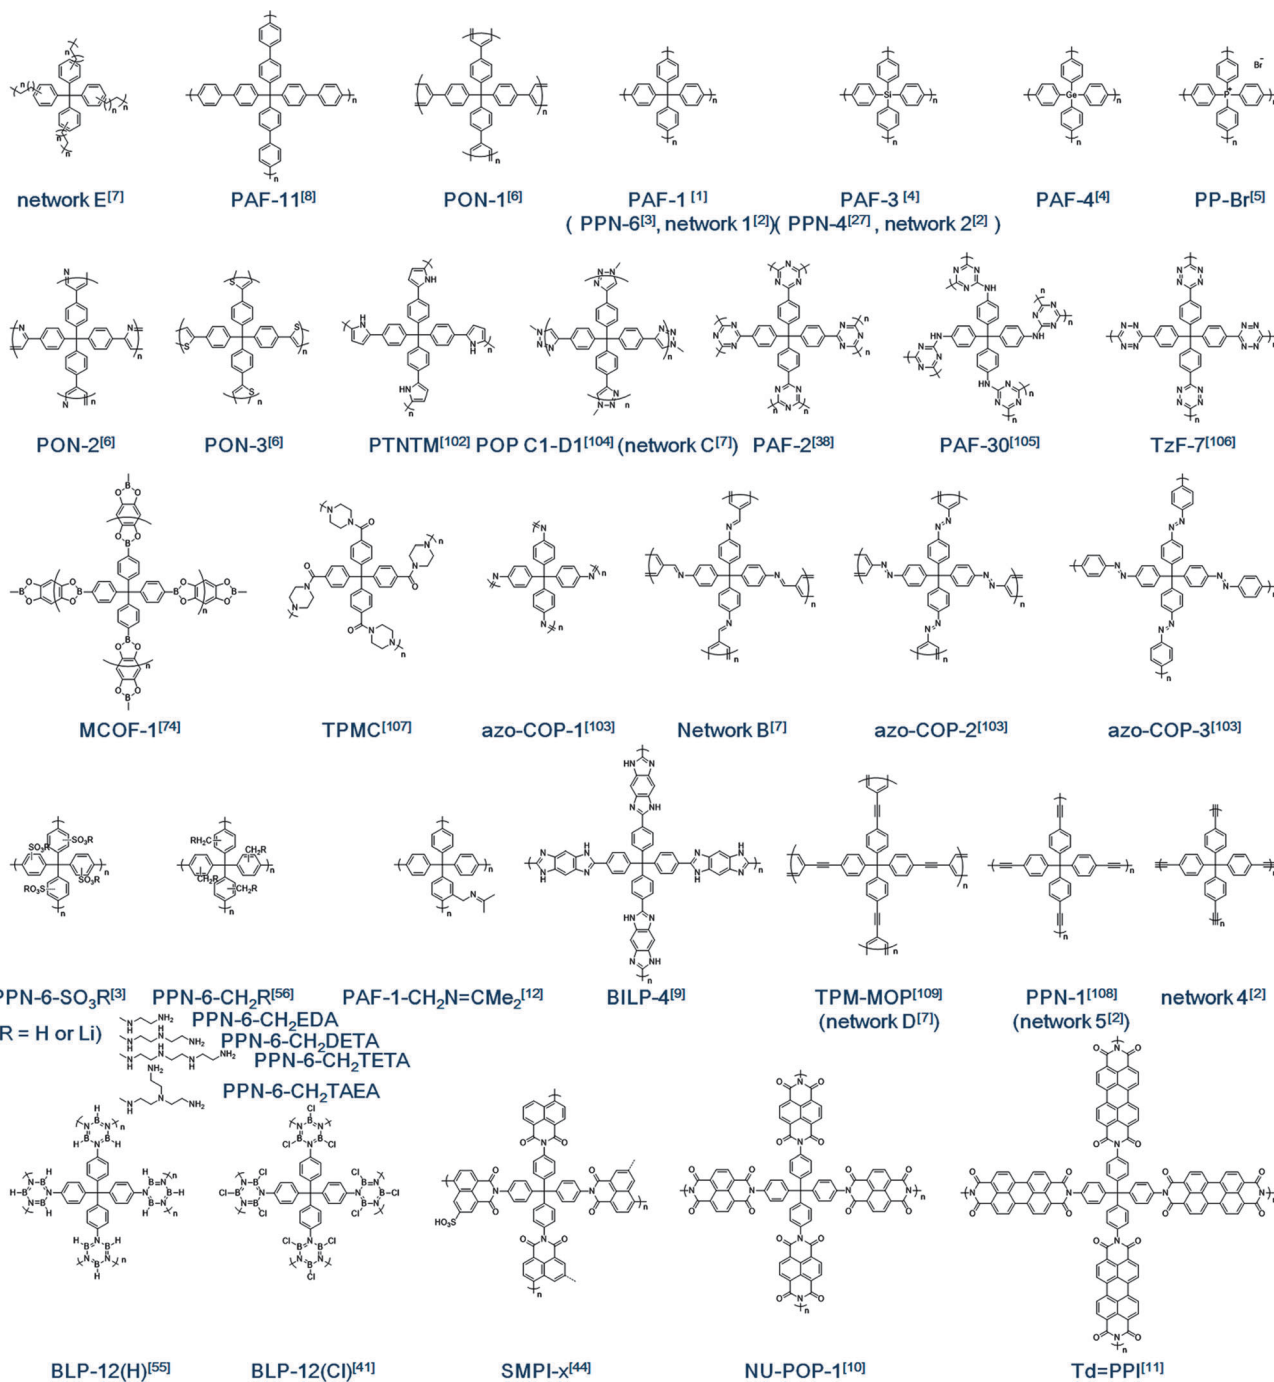 network E[7] PAF-11[8] PON-1[6] PAF-1 [1] PAF-3 [4] PAF-4[4] PP-Br[5]
( PPN-6[3], network 1[2])( PPN-4[27] , network 2[2] )
PON-2[6] PON-3[6] PTNTM[102] POP C1-D1[104] (network C[7]) PAF-2[38] PAF-30[105] TzF-7[106]
MCOF-1[74] TPMC[107] azo-COP-1[103] Network B[7] azo-COP-2[103] azo-COP-3[103]
PPN-6-SO3R[3] PPN-6-CH2R[56] PAF-1-CH2N=CMe2[12] BILP-4[9] TPM-MOP[109] PPN-1[108] network 4[2]
R = H or Li) PPN-6-CH2EDA (network D[7]) (network 5[2])
PPN-6-CH2DETA
PPN-6-CH2TETA
PPN-6-CH2TAEA
BLP-12(H)[55] BLP-12(Cl)[41] SMPI-x[44] NU-POP-1[10] Td=PPI[11]